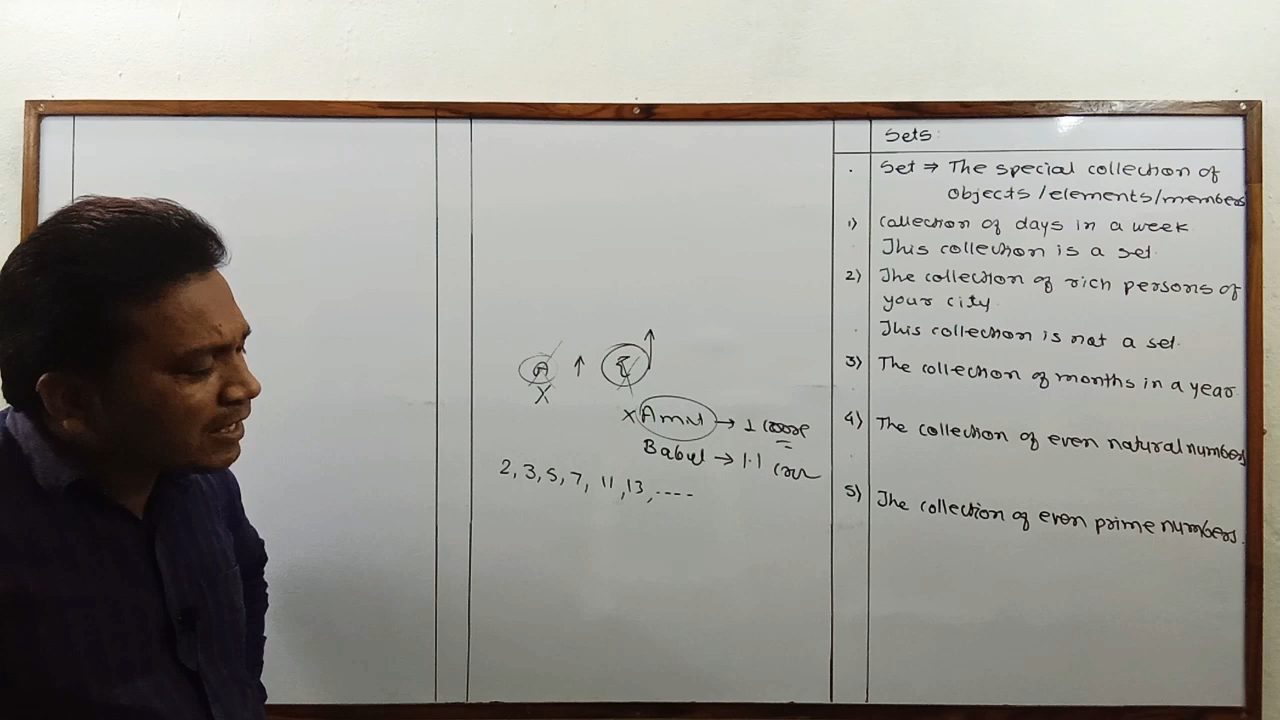 Sets:
Set ⇒ The special collection of
objects/elements/members
1) Collection of days in a week
This collection is a set.
2) The collection of rich persons of
your city
This collection is not a set.
3) The collection of months in a year
4) The collection of even natural numbers
5) The collection of even prime numbers.
A ↑
X
X Amit → 1 crore
Babul → 1.1
2, 3, 5, 7, 11, 13, ----